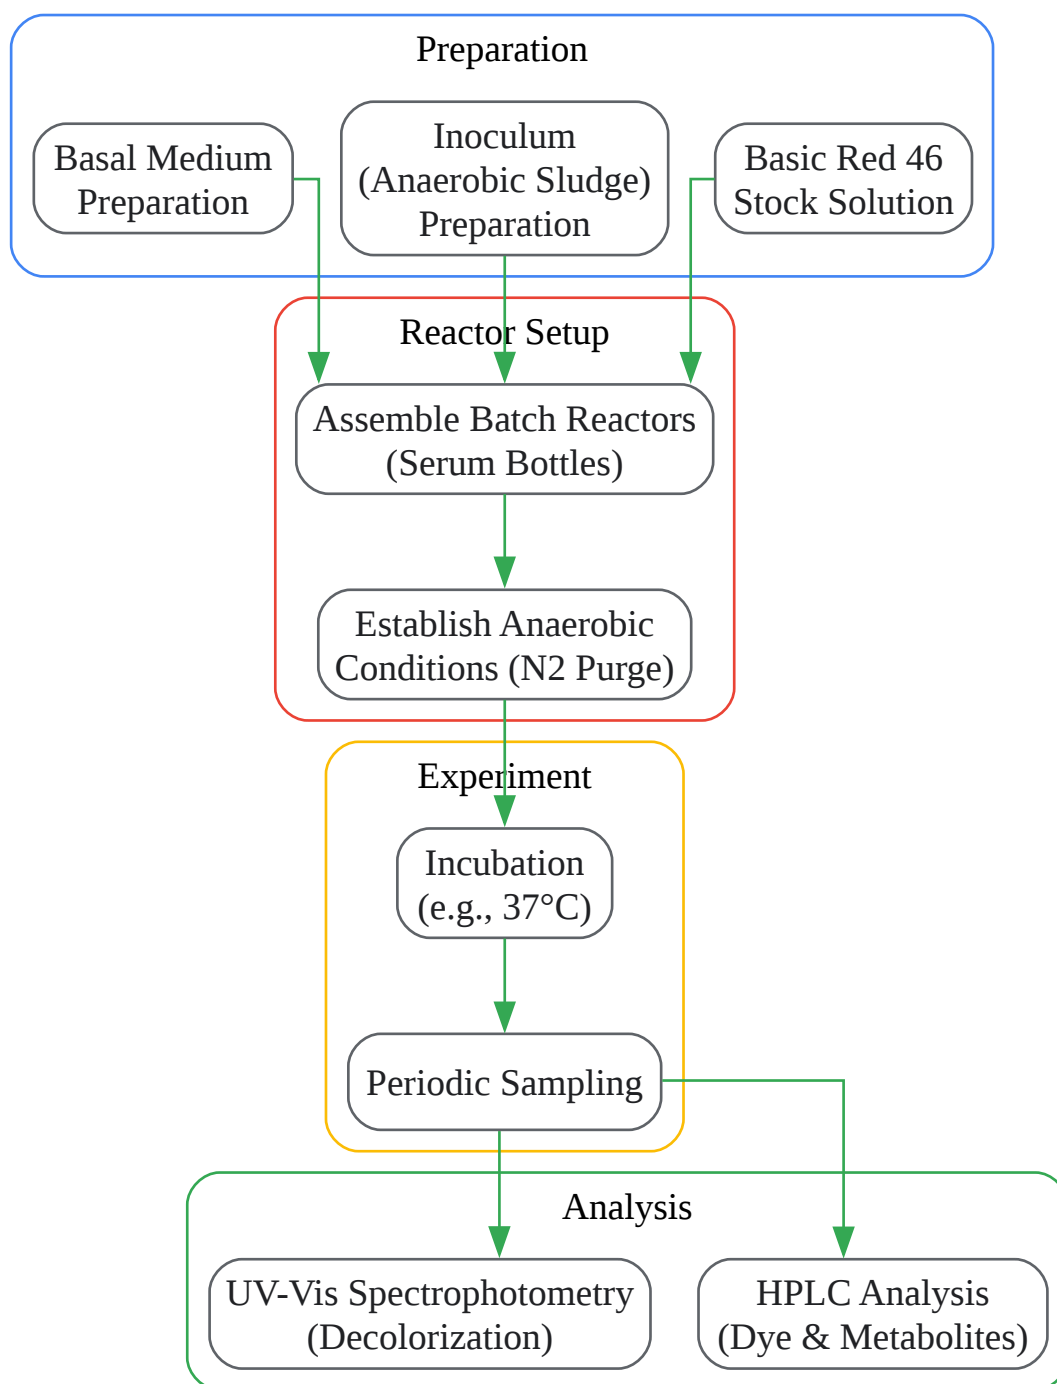 Preparation
Basal Medium
Preparation
Inoculum
(Anaerobic Sludge)
Preparation
Basic Red 46
Stock Solution
Reactor Setup
Assemble Batch Reactors
(Serum Bottles)
Establish Anaerobic
Conditions (N2 Purge)
Experiment
Incubation
(e.g., 37°C)
Periodic Sampling
Analysis
UV-Vis Spectrophotometry
(Decolorization)
HPLC Analysis
(Dye & Metabolites)